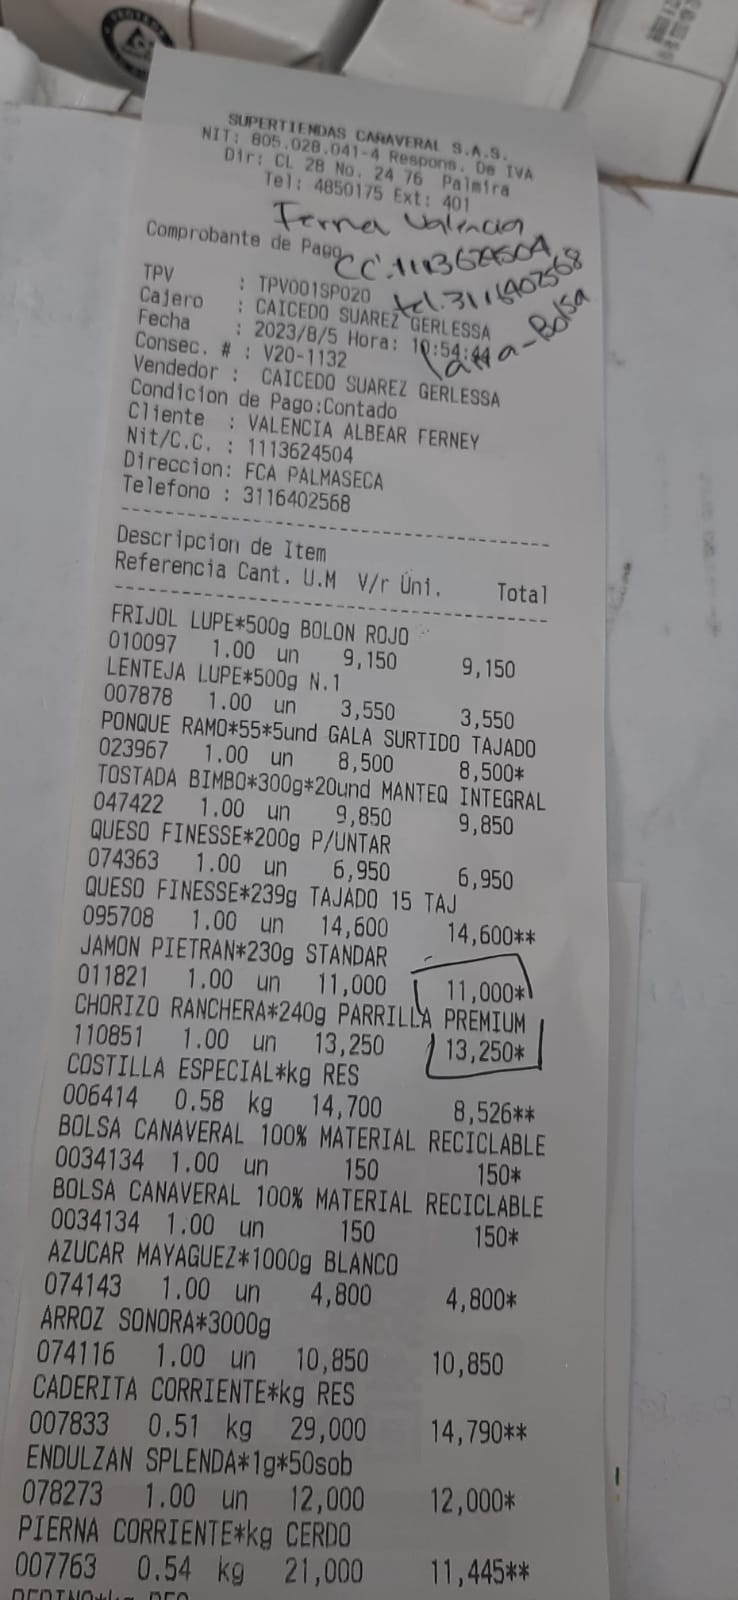 SUPERTIENDAS CAÑAVERAL S.A.S.
NIT: 805.028.041-4 Respons. De IVA
Dir: CL 28 No. 24 76 Palmira
Tel: 4850175 Ext: 401
Ferney Valencia
Comprobante de Pago
CC. 1113624504
tel. 3116402568
TPV : TPV001SP020
Cajero : CAICEDO SUAREZ GERLESSA
Fecha : 2023/8/5 Hora: 10:54:44
Bolsa
Consec. # : V20-1132
Vendedor : CAICEDO SUAREZ GERLESSA
Condicion de Pago:Contado
Cliente : VALENCIA ALBEAR FERNEY
Nit/C.C. : 1113624504
Direccion: FCA PALMASECA
Telefono : 3116402568
Descripcion de Item
Referencia Cant. U.M V/r Uni. Total
FRIJOL LUPE*500g BOLON ROJO
010097 1.00 un 9,150 9,150
LENTEJA LUPE*500g N.1
007878 1.00 un 3,550 3,550
PONQUE RAMO*55*5und GALA SURTIDO TAJADO
023967 1.00 un 8,500 8,500*
TOSTADA BIMBO*300g*20und MANTEQ INTEGRAL
047422 1.00 un 9,850 9,850
QUESO FINESSE*200g P/UNTAR
074363 1.00 un 6,950 6,950
QUESO FINESSE*239g TAJADO 15 TAJ
095708 1.00 un 14,600 14,600**
JAMON PIETRAN*230g STANDAR
011821 1.00 un 11,000 11,000*
CHORIZO RANCHERA*240g PARRILLA PREMIUM
110851 1.00 un 13,250 13,250*
COSTILLA ESPECIAL*kg RES
006414 0.58 kg 14,700 8,526**
BOLSA CANAVERAL 100% MATERIAL RECICLABLE
0034134 1.00 un 150 150*
BOLSA CANAVERAL 100% MATERIAL RECICLABLE
0034134 1.00 un 150 150*
AZUCAR MAYAGUEZ*1000g BLANCO
074143 1.00 un 4,800 4,800*
ARROZ SONORA*3000g
074116 1.00 un 10,850 10,850
CADERITA CORRIENTE*kg RES
007833 0.51 kg 29,000 14,790**
ENDULZAN SPLENDA*1g*50sob
078273 1.00 un 12,000 12,000*
PIERNA CORRIENTE*kg CERDO
007763 0.54 kg 21,000 11,445**